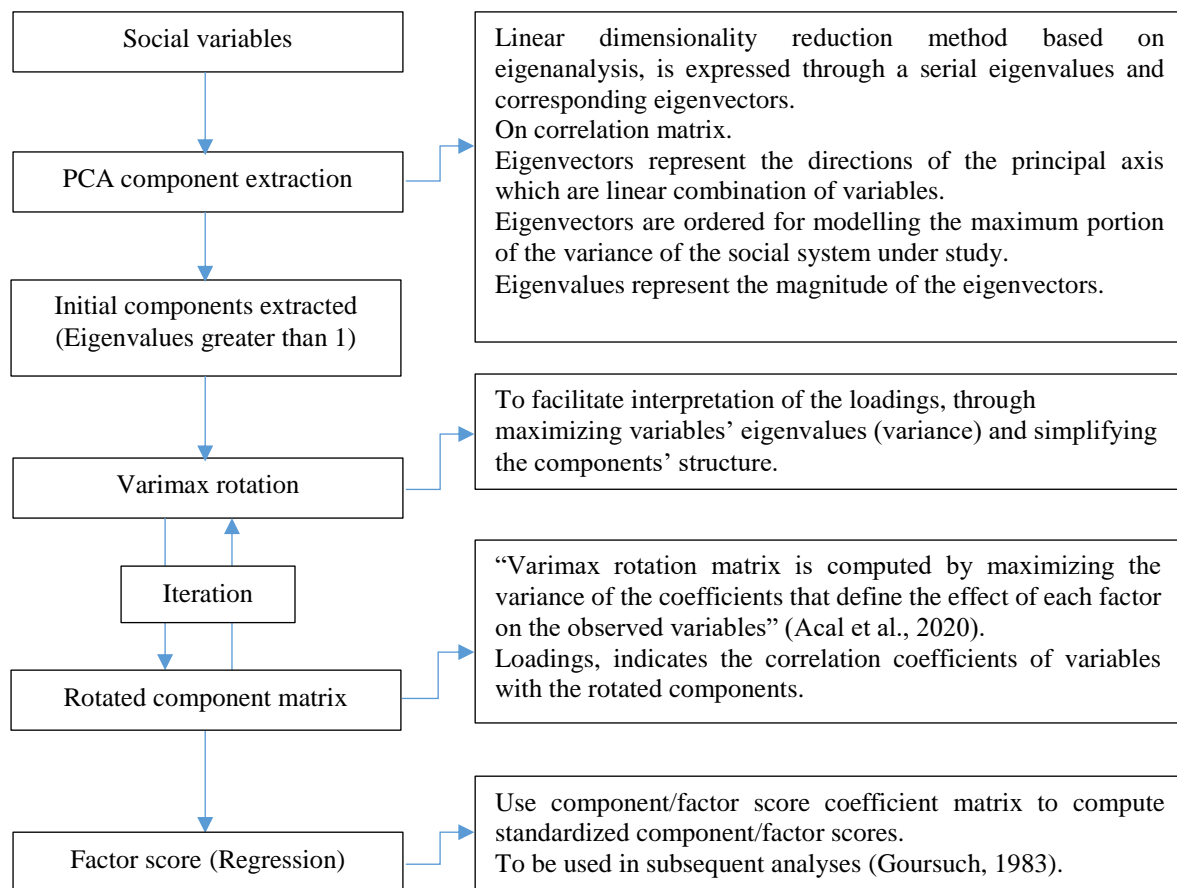 Social variables
Linear dimensionality reduction method based on
eigenanalysis, is expressed through a serial eigenvalues and
corresponding eigenvectors.
On correlation matrix.
Eigenvectors represent the directions of the principal axis
which are linear combination of variables.
Eigenvectors are ordered for modelling the maximum portion
of the variance of the social system under study.
Eigenvalues represent the magnitude of the eigenvectors.
PCA component extraction
Initial components extracted
(Eigenvalues greater than 1)
To facilitate interpretation of the loadings, through
maximizing variables’ eigenvalues (variance) and simplifying
the components’ structure.
Varimax rotation
Iteration
“Varimax rotation matrix is computed by maximizing the
variance of the coefficients that define the effect of each factor
on the observed variables” (Acal et al., 2020).
Loadings, indicates the correlation coefficients of variables
with the rotated components.
Rotated component matrix
Use component/factor score coefficient matrix to compute
standardized component/factor scores.
To be used in subsequent analyses (Goursuch, 1983).
Factor score (Regression)